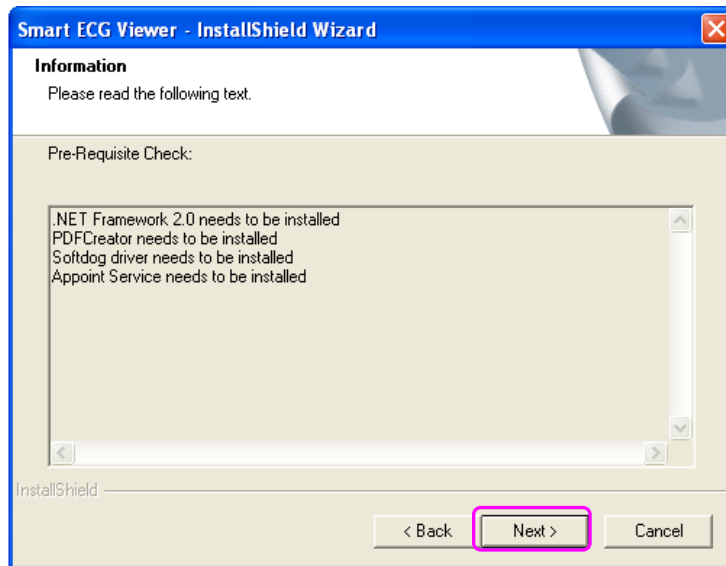 Smart ECG Viewer - InstallShield Wizard
Information
Please read the following text.
Pre-Requisite Check:
.NET Framework 2.0 needs to be installed
PDFCreator needs to be installed
Softdog driver needs to be installed
Appoint Service needs to be installed
InstallShield
< Back
Next >
Cancel